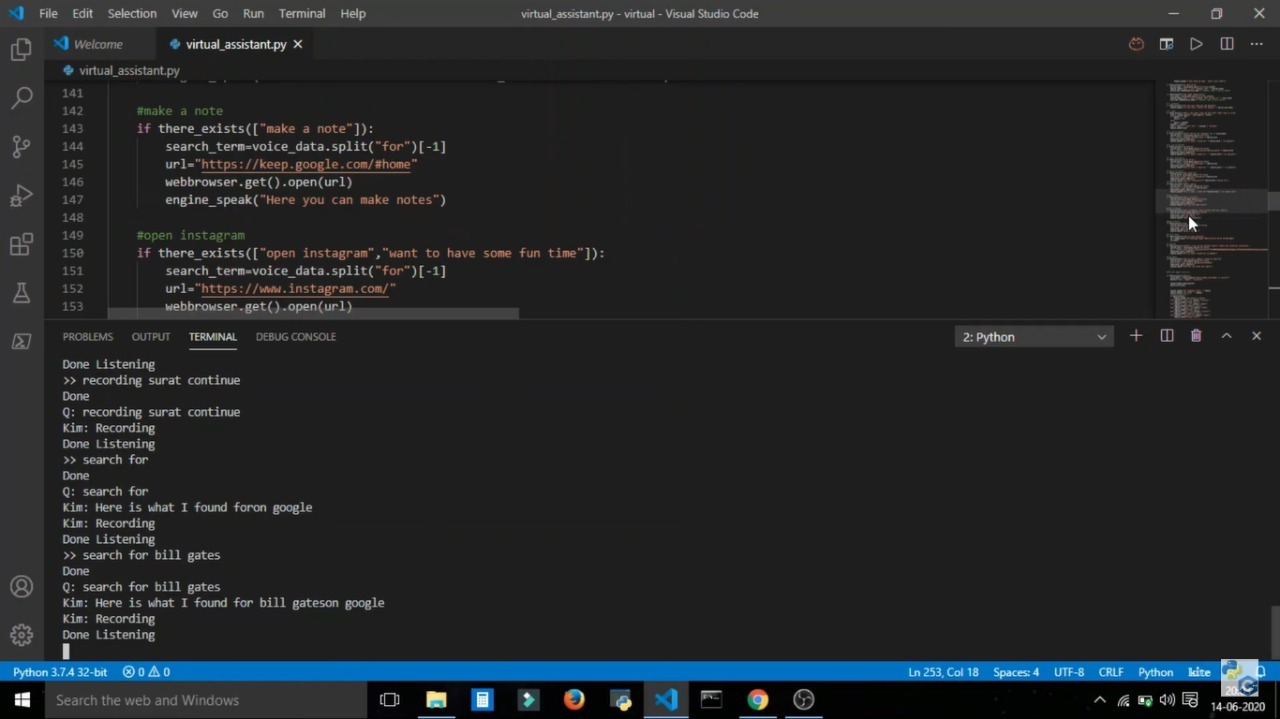 File Edit Selection View Go Run Terminal Help virtual_assistant.py - virtual - Visual Studio Code
Welcome virtual_assistant.py
virtual_assistant.py
141
142 #make a note
143 if there_exists(["make a note"]):
144 search_term=voice_data.split("for")[-1]
145 url="https://keep.google.com/#home"
146 webbrowser.get().open(url)
147 engine_speak("Here you can make notes")
148
149 #open instagram
150 if there_exists(["open instagram","want to have some fun time"]):
151 search_term=voice_data.split("for")[-1]
152 url="https://www.instagram.com/"
153 webbrowser.get().open(url)
PROBLEMS OUTPUT TERMINAL DEBUG CONSOLE 2: Python
Done Listening
>> recording surat continue
Done
Q: recording surat continue
Kim: Recording
Done Listening
>> search for
Done
Q: search for
Kim: Here is what I found foron google
Kim: Recording
Done Listening
>> search for bill gates
Done
Q: search for bill gates
Kim: Here is what I found for bill gateson google
Kim: Recording
Done Listening
Python 3.7.4 32-bit 0 0 Ln 253, Col 18 Spaces: 4 UTF-8 CRLF Python kite
Search the web and Windows
14-06-2020